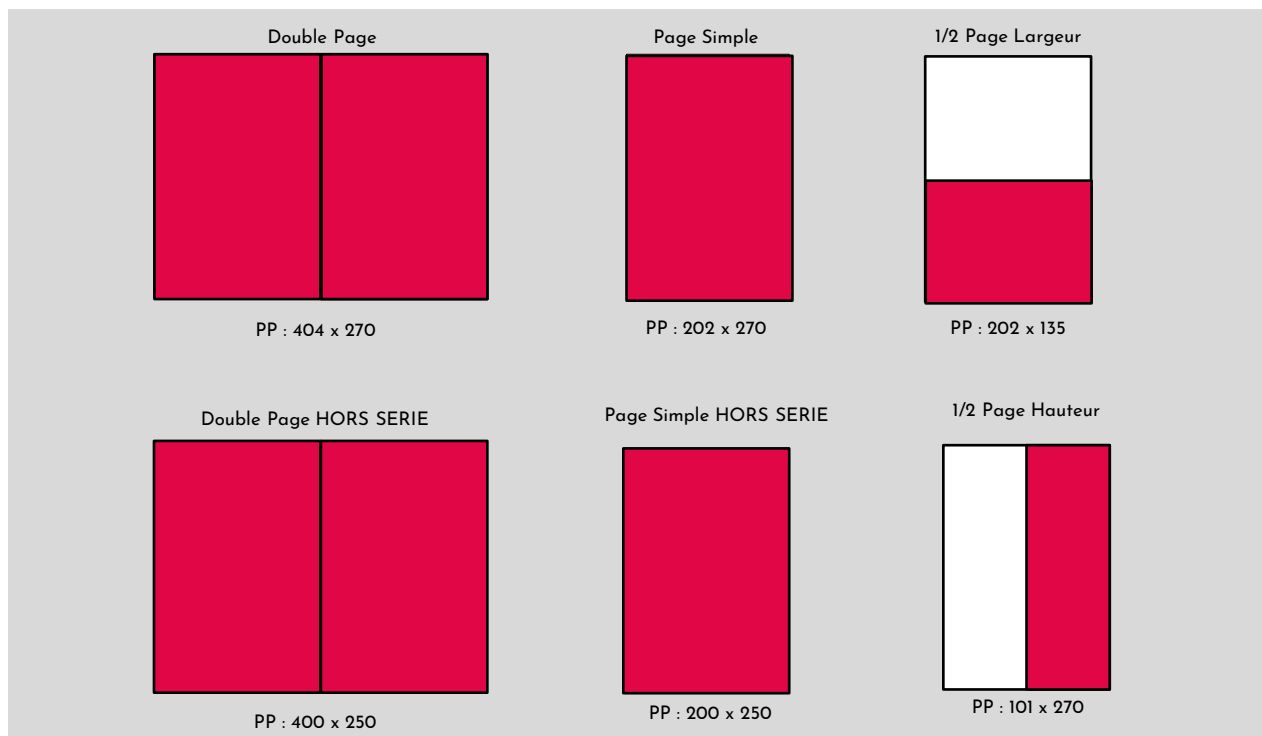 Double Page
Page Simple
1/2 Page Largeur
PP : 404 x 270
PP : 202 x 270
PP : 202 x 135
Double Page HORS SERIE
Page Simple HORS SERIE
1/2 Page Hauteur
PP : 400 x 250
PP : 200 x 250
PP : 101 x 270